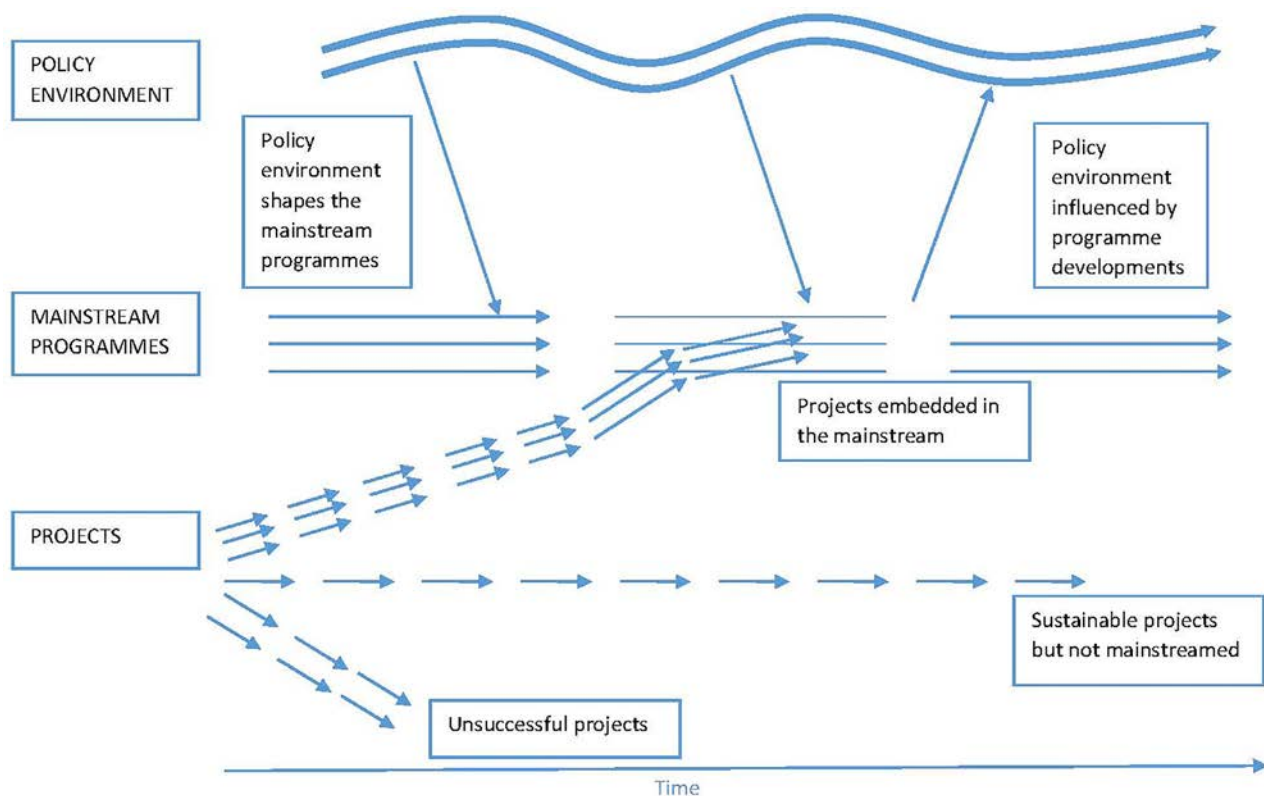 POLICY
ENVIRONMENT
Policy
environment
shapes the
mainstream
programmes
Policy
environment
influenced by
programme
developments
MAINSTREAM
PROGRAMMES
Projects embedded in
the mainstream
PROJECTS
Sustainable projects
but not mainstreamed
Unsuccessful projects
Time